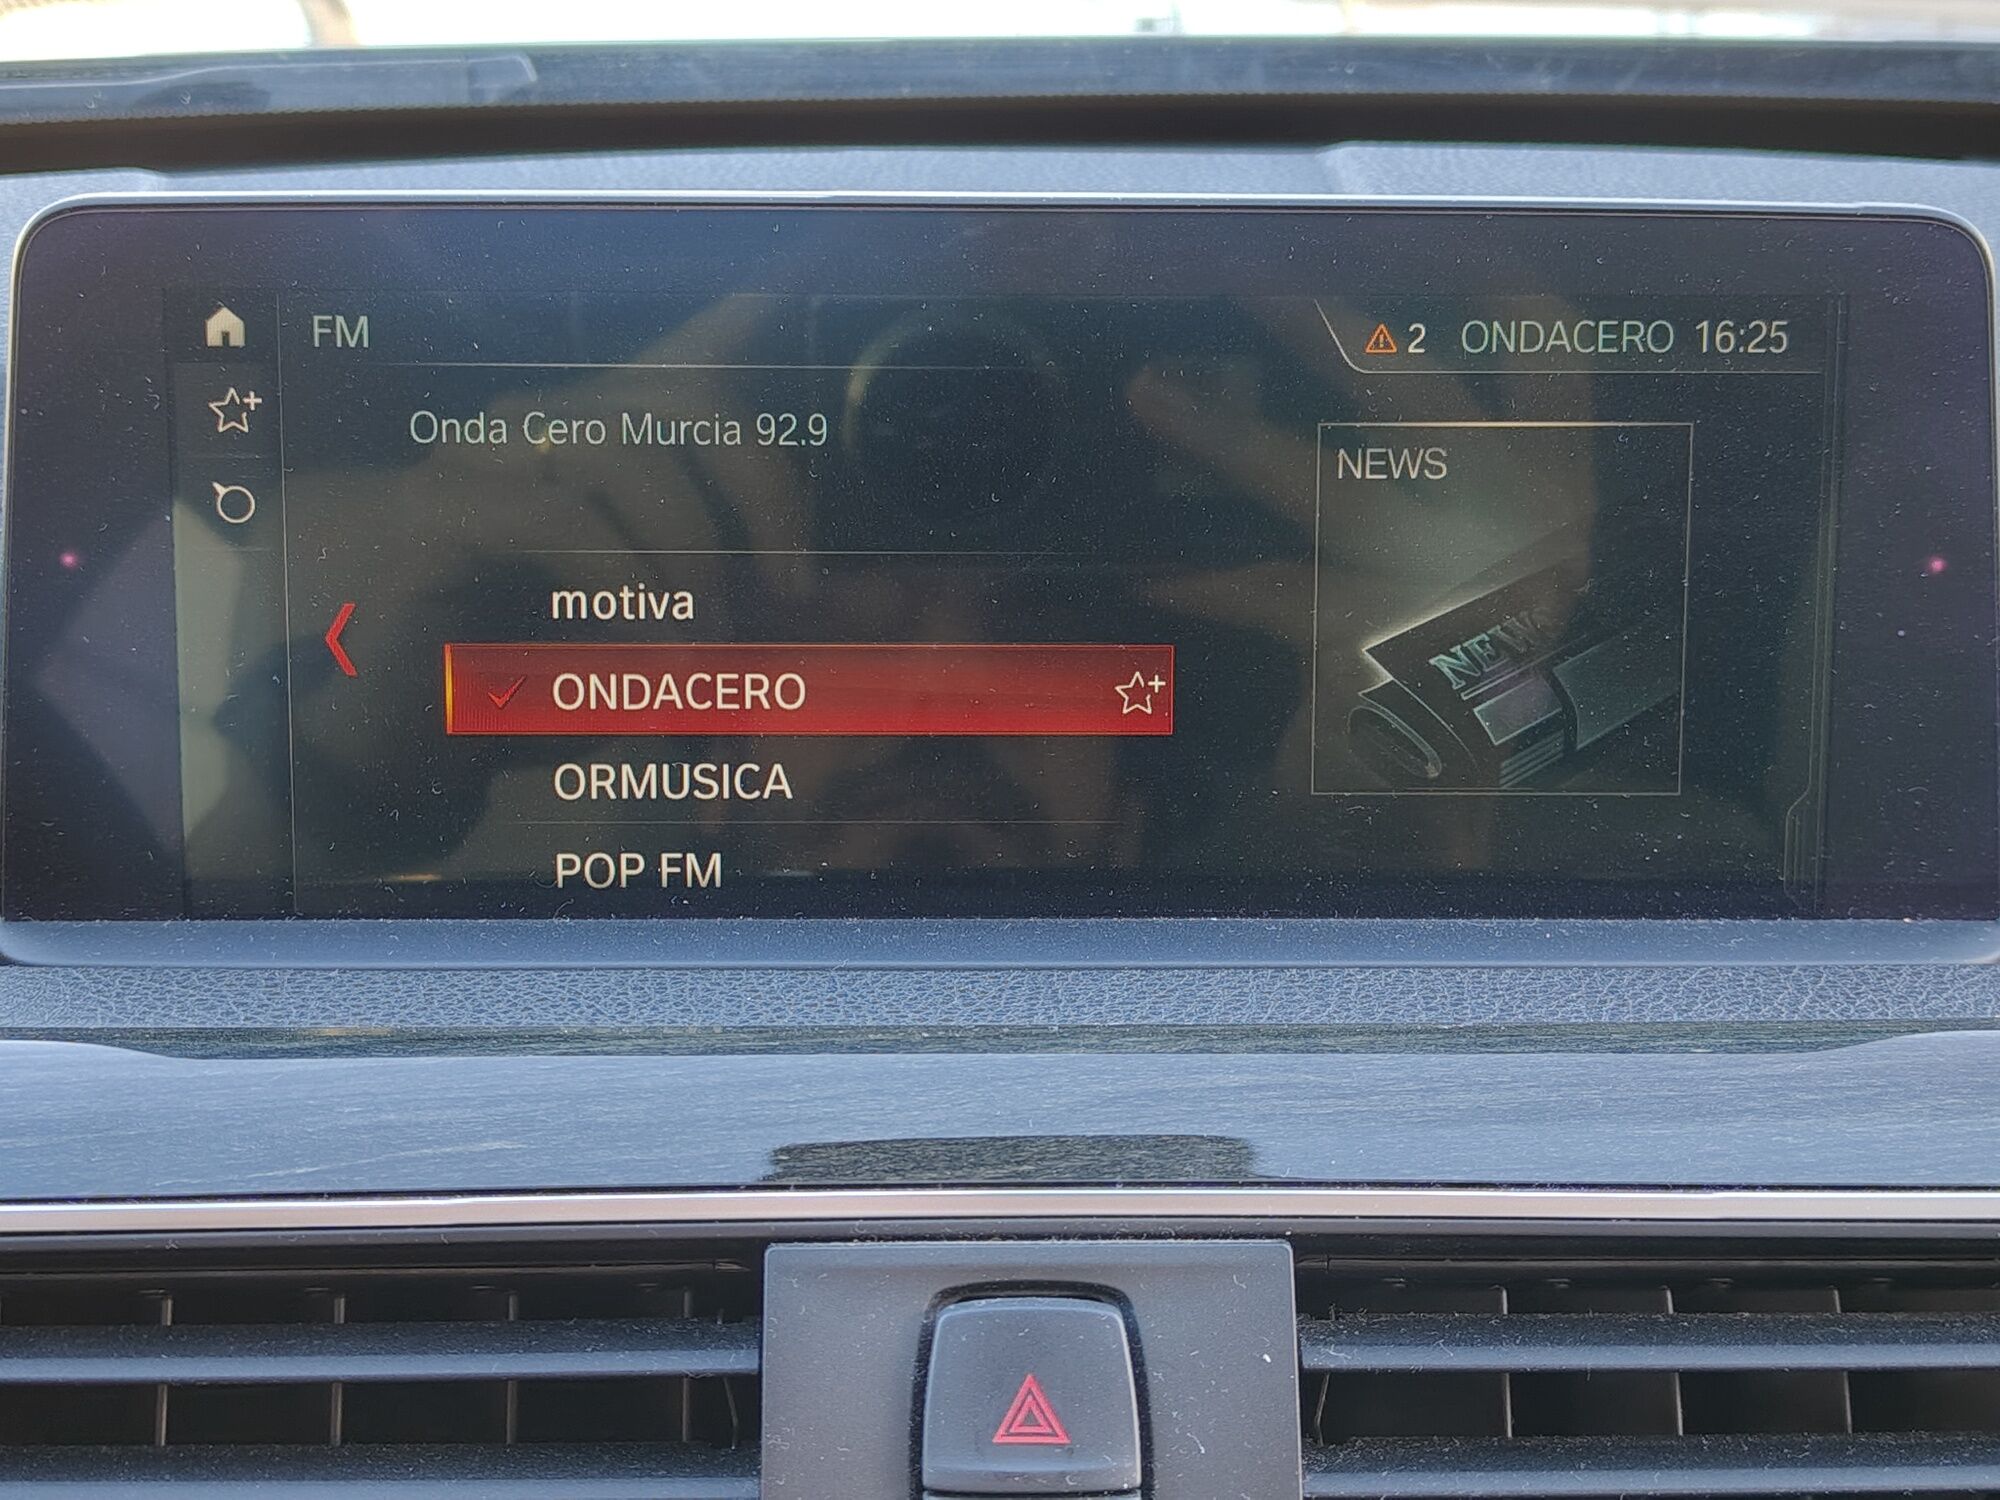 FM
2 ONDACERO 16:25
Onda Cero Murcia 92.9
NEWS
motiva
ONDACERO
ORMUSICA
POP FM
NEWS